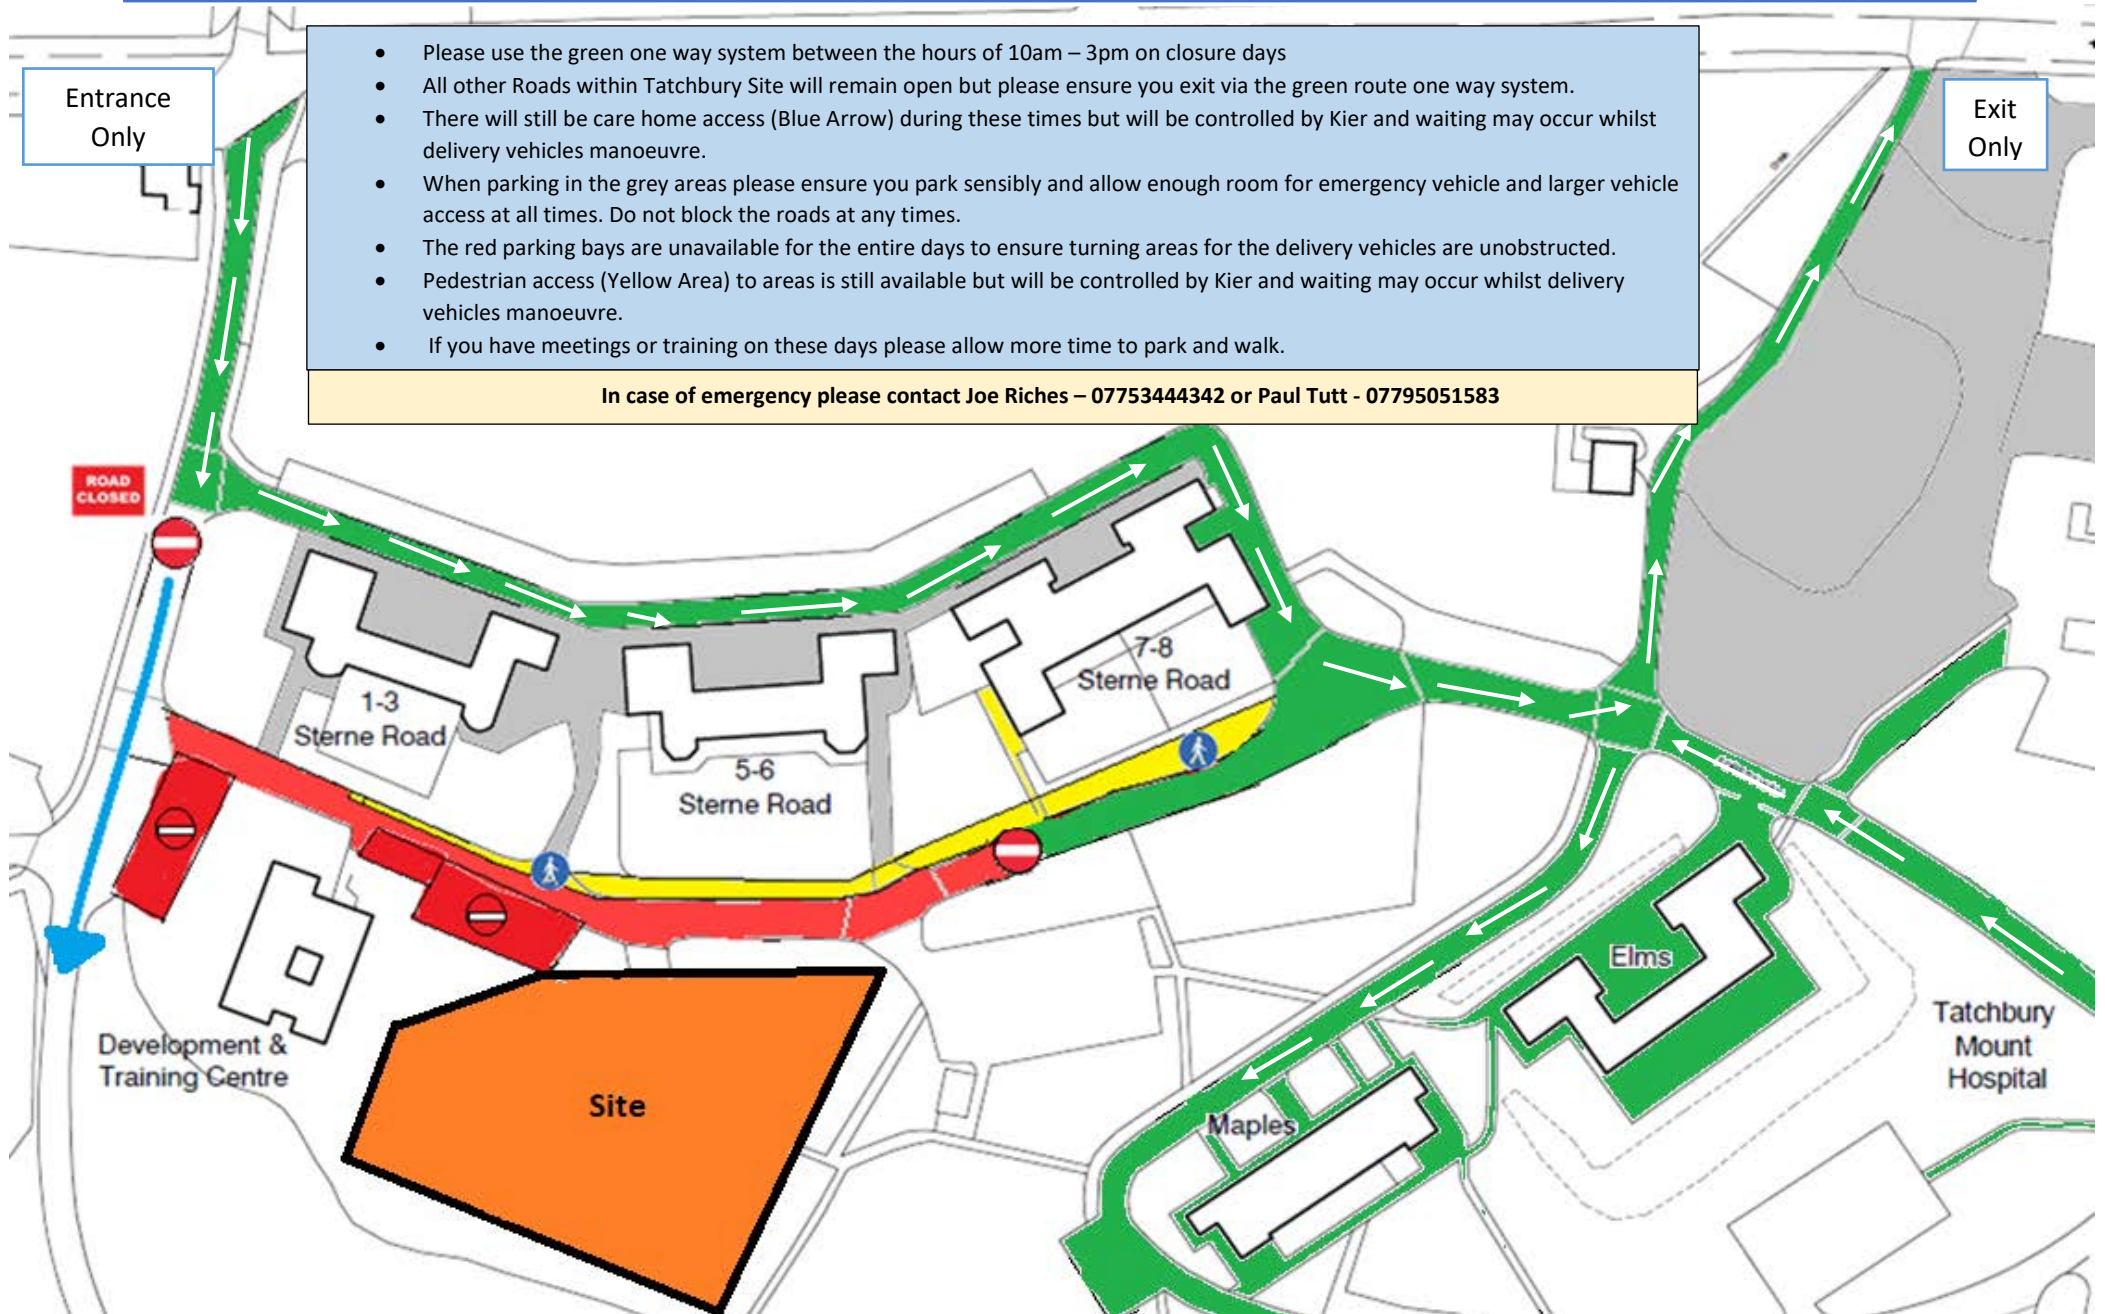 • Please use the green one way system between the hours of 10am – 3pm on closure days
• All other Roads within Tatchbury Site will remain open but please ensure you exit via the green route one way system.
• There will still be care home access (Blue Arrow) during these times but will be controlled by Kier and waiting may occur whilst
delivery vehicles manoeuvre.
• When parking in the grey areas please ensure you park sensibly and allow enough room for emergency vehicle and larger vehicle
access at all times. Do not block the roads at any times.
• The red parking bays are unavailable for the entire days to ensure turning areas for the delivery vehicles are unobstructed.
• Pedestrian access (Yellow Area) to areas is still available but will be controlled by Kier and waiting may occur whilst delivery
vehicles manoeuvre.
• If you have meetings or training on these days please allow more time to park and walk.
In case of emergency please contact Joe Riches – 07753444342 or Paul Tutt - 07795051583
Entrance
Only
Exit
Only
ROAD
CLOSED
1-3
Sterne Road
5-6
Sterne Road
7-8
Sterne Road
Development &
Training Centre
Site
Maples
Elms
Tatchbury
Mount
Hospital